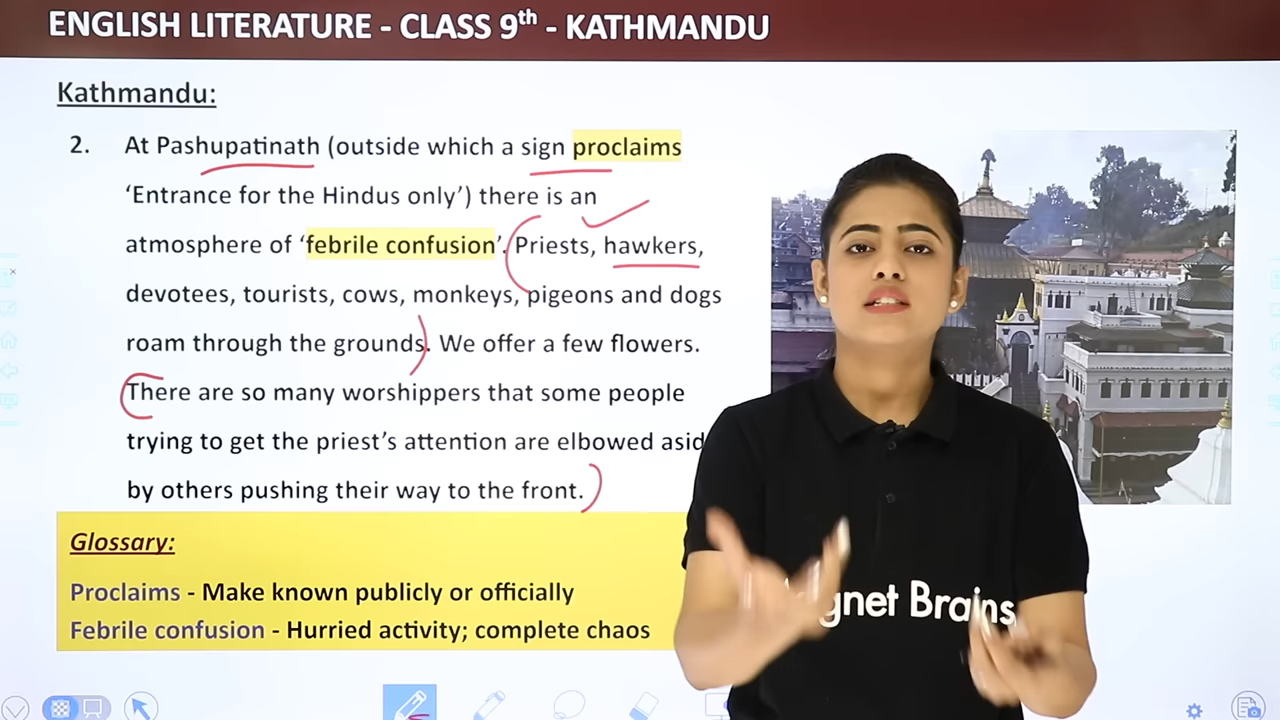 ENGLISH LITERATURE - CLASS 9th - KATHMANDU
Kathmandu:
2. At Pashupatinath (outside which a sign proclaims
‘Entrance for the Hindus only’) there is an
atmosphere of ‘febrile confusion’. Priests, hawkers,
devotees, tourists, cows, monkeys, pigeons and dogs
roam through the grounds. We offer a few flowers.
There are so many worshippers that some people
trying to get the priest’s attention are elbowed asid
by others pushing their way to the front.
Glossary:
Proclaims - Make known publicly or officially
Febrile confusion - Hurried activity; complete chaos
gnet Brains